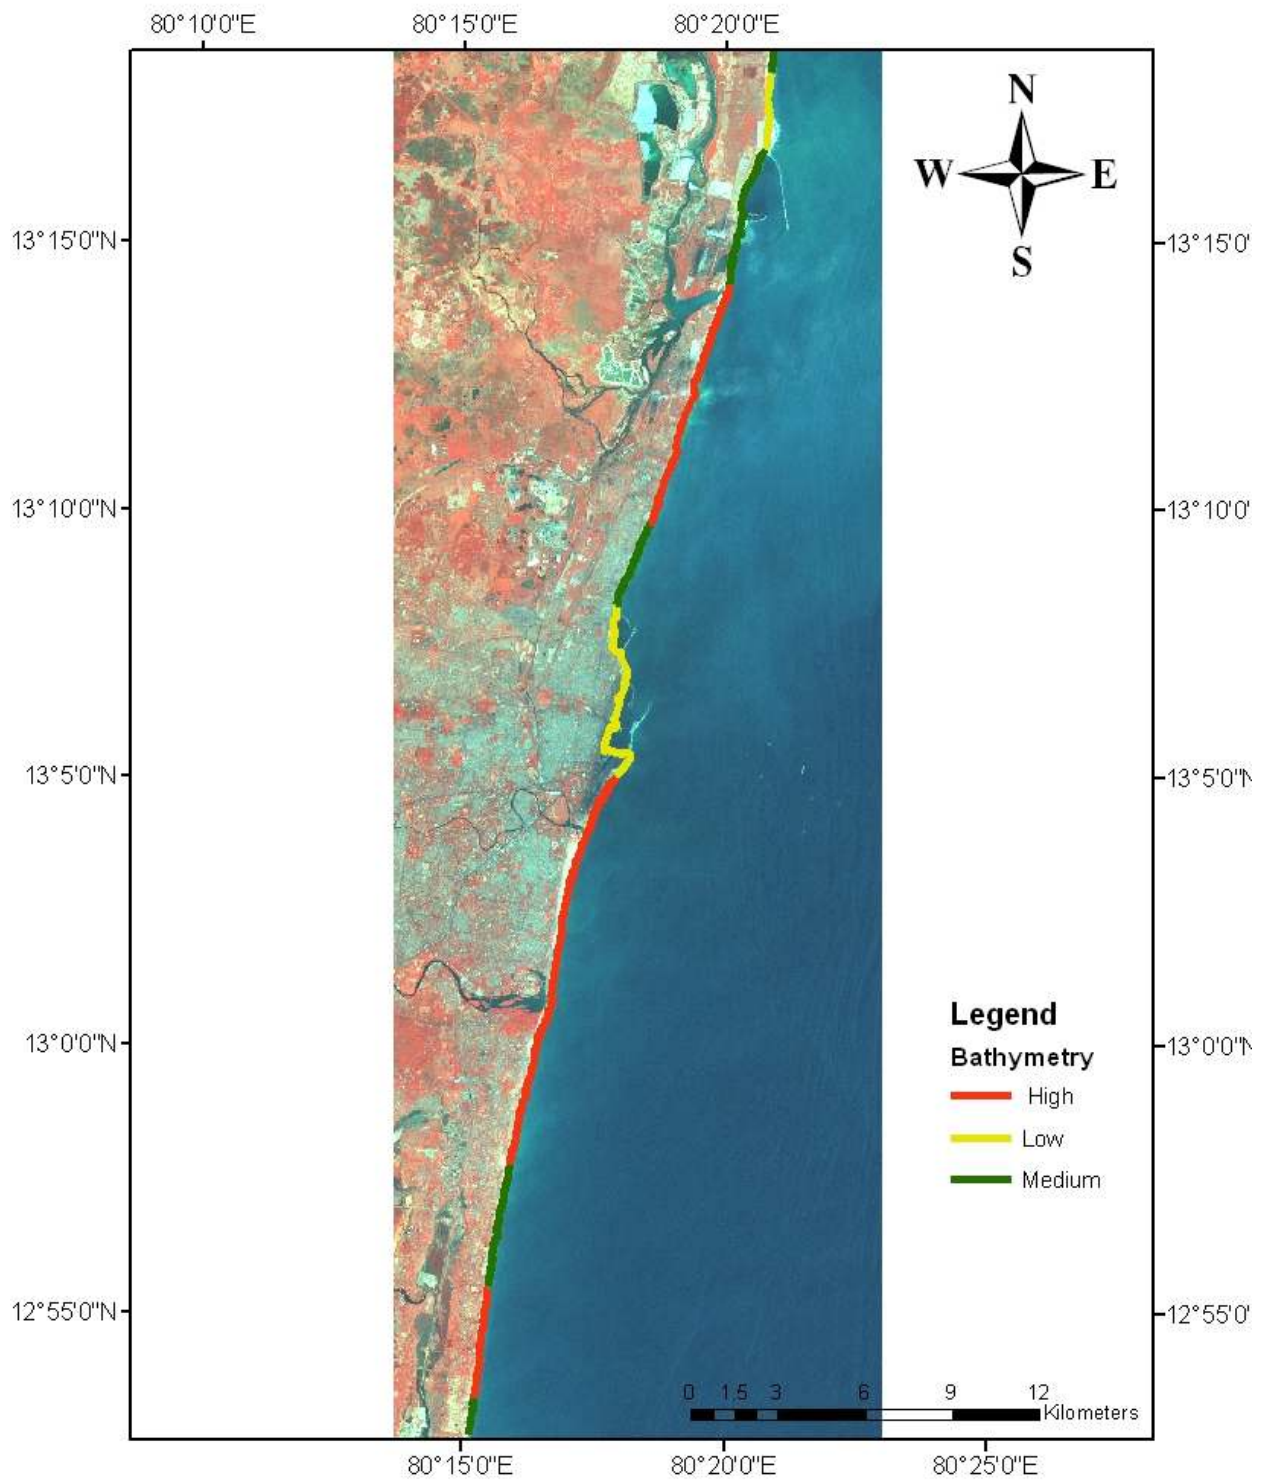 80°10'0"E 80°15'0"E 80°20'0"E
N
W E
S
13°15'0"N 13°15'0'
13°10'0"N 13°10'0'
13°5'0"N 13°5'0"N
Legend
13°0'0"N 13°0'0"N
Bathymetry
High
Low
Medium
12°55'0"N 12°55'0'
0 1.5 3 6 9 12
Kilometers
80°15'0"E 80°20'0"E 80°25'0"E